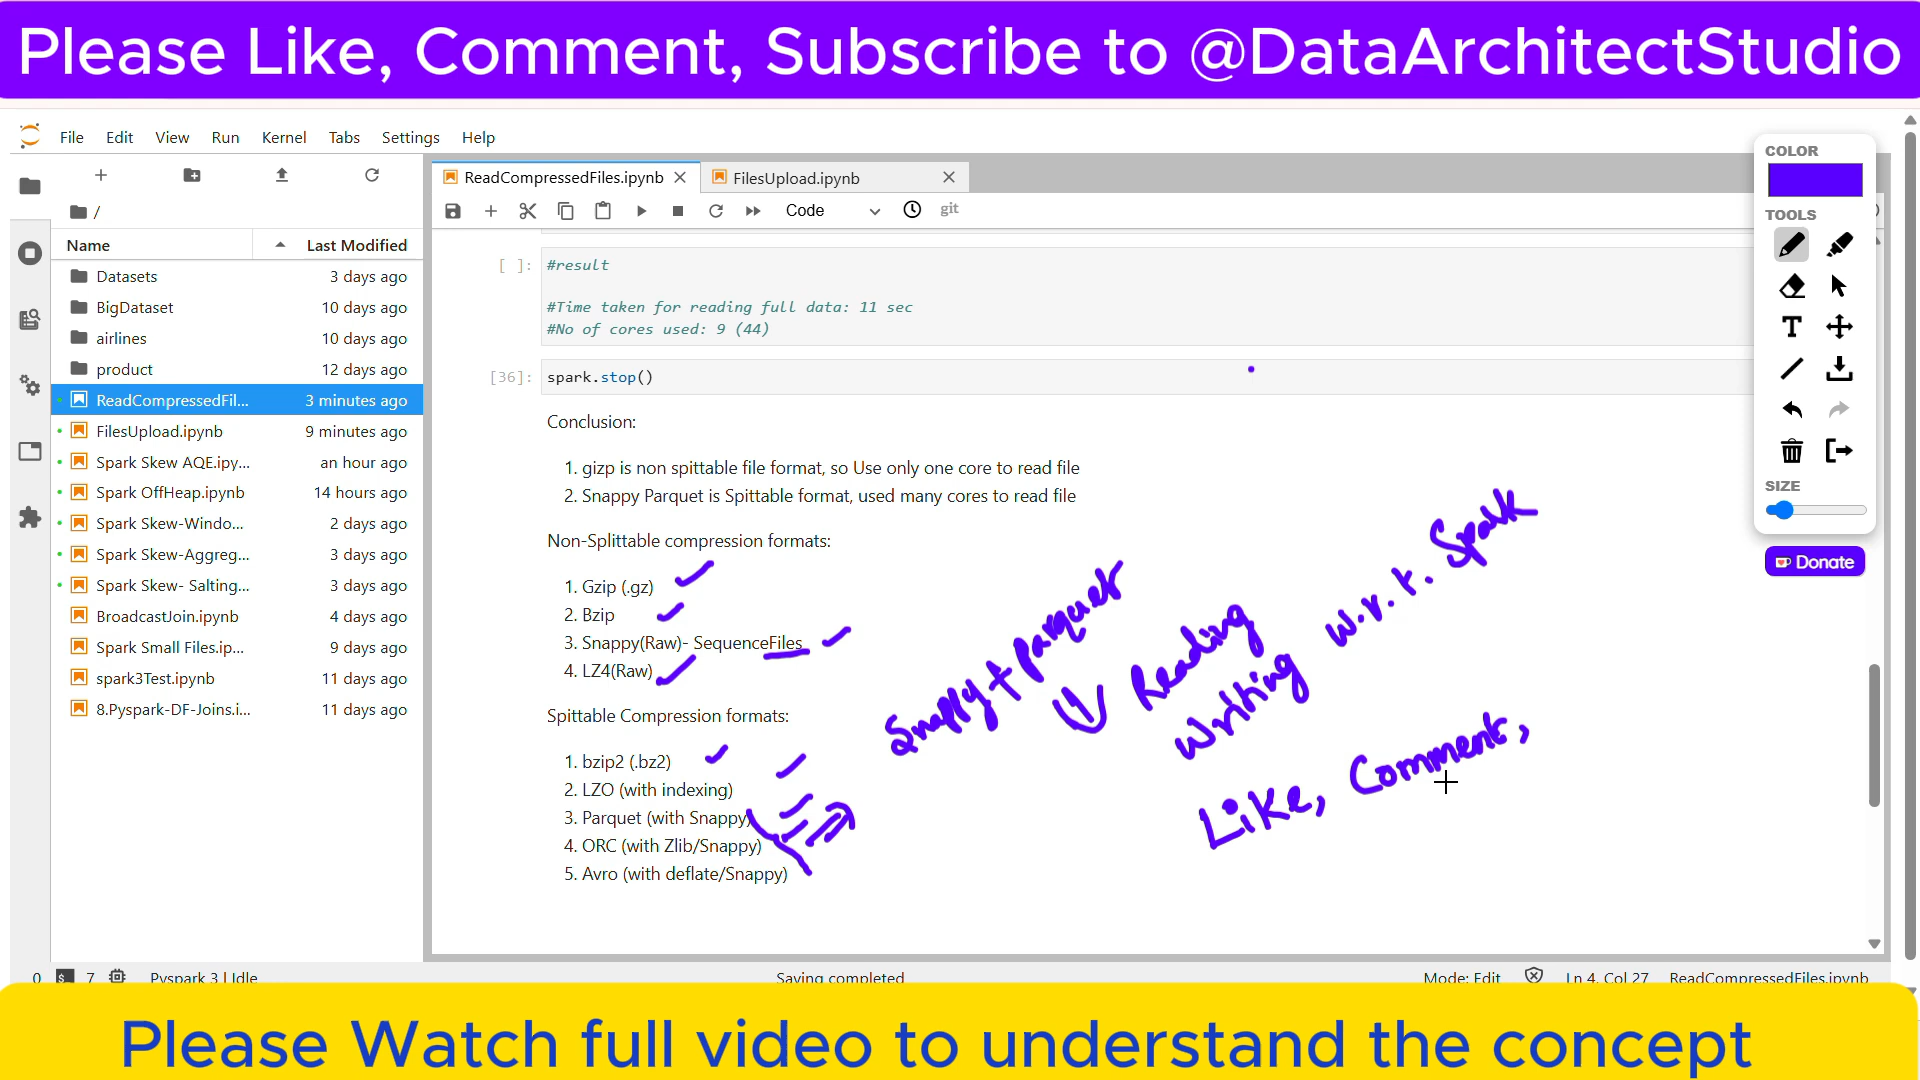 Please Like, Comment, Subscribe to @DataArchitectStudio
File Edit View Run Kernel Tabs Settings Help
COLOR
TOOLS
SIZE
Donate
/
Name Last Modified
Datasets 3 days ago
BigDataset 10 days ago
airlines 10 days ago
product 12 days ago
ReadCompressedFil... 3 minutes ago
FilesUpload.ipynb 9 minutes ago
Spark Skew AQE.ipy... an hour ago
Spark OffHeap.ipynb 14 hours ago
Spark Skew-Windo... 2 days ago
Spark Skew-Aggreg... 3 days ago
Spark Skew- Salting... 3 days ago
BroadcastJoin.ipynb 4 days ago
Spark Small Files.ip... 9 days ago
spark3Test.ipynb 11 days ago
8.Pyspark-DF-Joins.i... 11 days ago
ReadCompressedFiles.ipynb FilesUpload.ipynb
Code git
[ ]: #result
#Time taken for reading full data: 11 sec
#No of cores used: 9 (44)
[36]: spark.stop()
Conclusion:
1. gizp is non spittable file format, so Use only one core to read file
2. Snappy Parquet is Spittable format, used many cores to read file
Non-Splittable compression formats:
1. Gzip (.gz)
2. Bzip
3. Snappy(Raw)- SequenceFiles
4. LZ4(Raw)
Spittable Compression formats:
1. bzip2 (.bz2)
2. LZO (with indexing)
3. Parquet (with Snappy)
4. ORC (with Zlib/Snappy)
5. Avro (with deflate/Snappy)
Snappy + parquet
Reading
Writing
w.r.t. Spark
Like, Comment,
0 $_ 7 Pyspark 3 | Idle Saving completed Mode: Edit Ln 4, Col 27 ReadCompressedFiles.ipynb
Please Watch full video to understand the concept